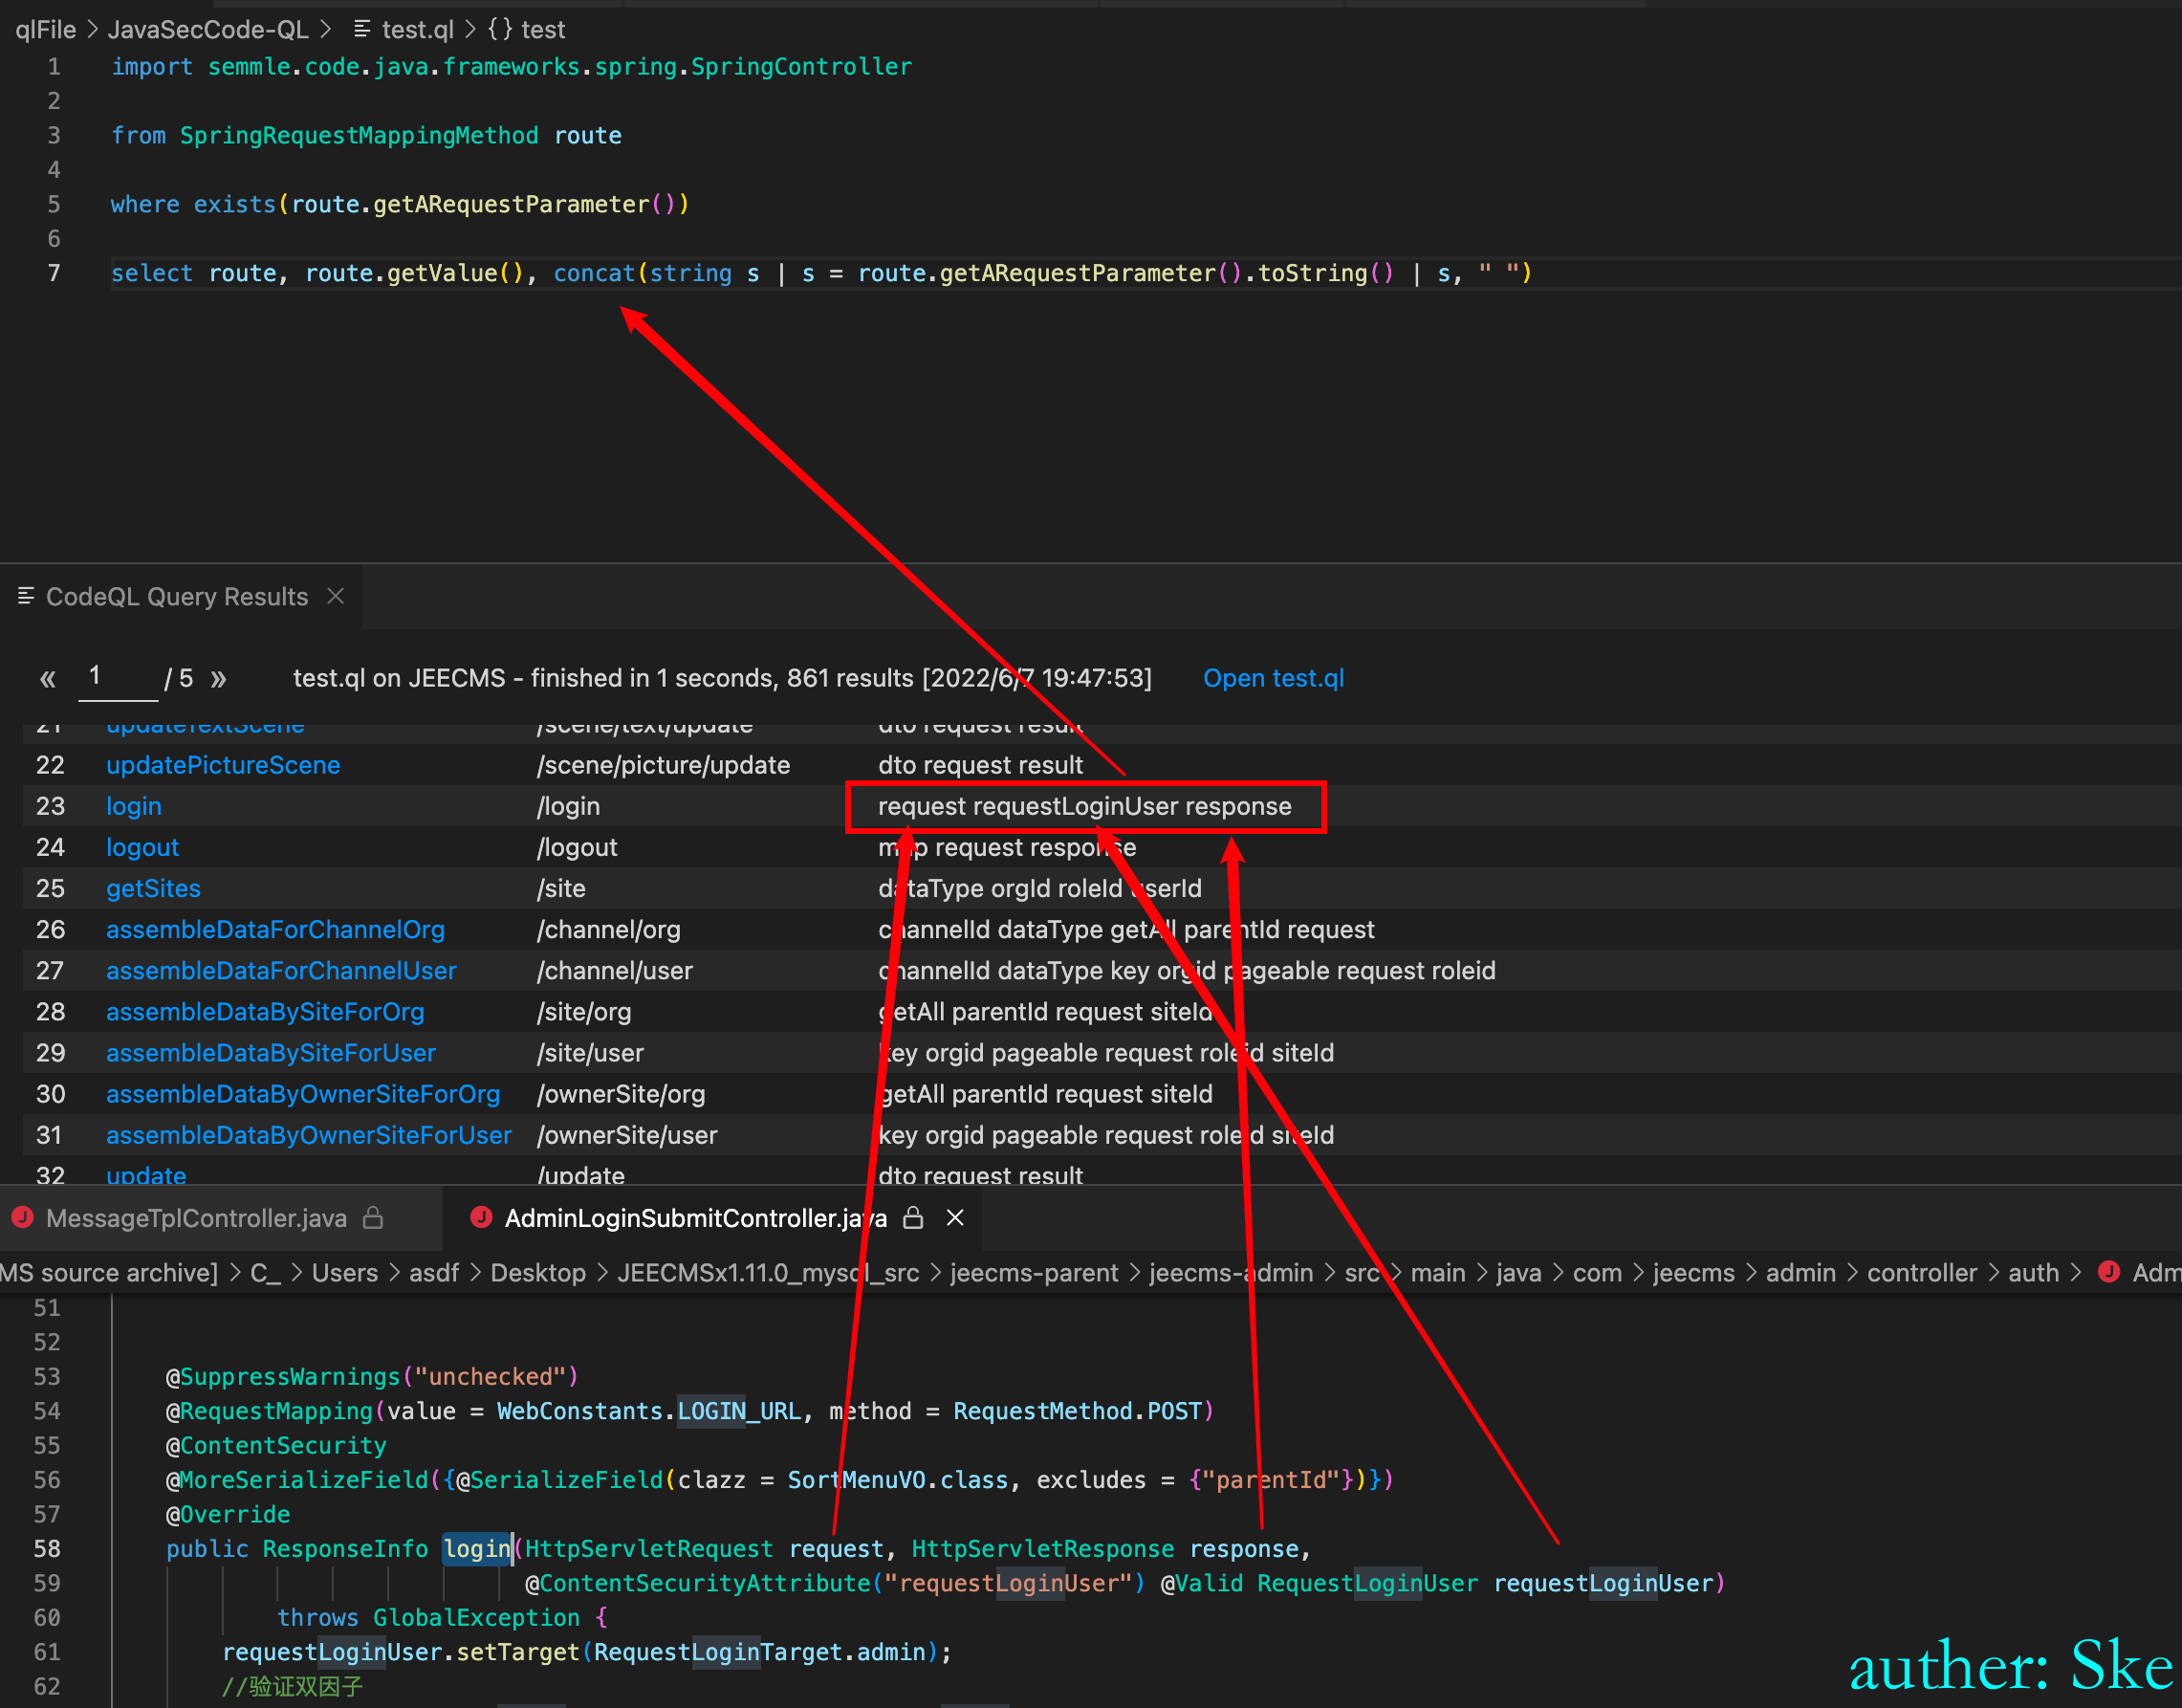 qlFile > JavaSecCode-QL > test.ql > {} test
1 import semmle.code.java.frameworks.spring.SpringController
2
3 from SpringRequestMappingMethod route
4
5 where exists(route.getARequestParameter())
6
7 select route, route.getValue(), concat(string s | s = route.getARequestParameter().toString() | s, " ")
CodeQL Query Results
« 1 / 5 » test.ql on JEECMS - finished in 1 seconds, 861 results [2022/6/7 19:47:53] Open test.ql
21 updateTextScene /scene/text/update dto request result
22 updatePictureScene /scene/picture/update dto request result
23 login /login request requestLoginUser response
24 logout /logout map request response
25 getSites /site dataType orgId roleId userId
26 assembleDataForChannelOrg /channel/org channelId dataType getAll parentId request
27 assembleDataForChannelUser /channel/user channelId dataType key orgid pageable request roleid
28 assembleDataBySiteForOrg /site/org getAll parentId request siteId
29 assembleDataBySiteForUser /site/user key orgid pageable request roleid siteId
30 assembleDataByOwnerSiteForOrg /ownerSite/org getAll parentId request siteId
31 assembleDataByOwnerSiteForUser /ownerSite/user key orgid pageable request roleid siteId
32 update /update dto request result
J MessageTplController.java J AdminLoginSubmitController.java
MS source archive] > C_ > Users > asdf > Desktop > JEECMSx1.11.0_mysql_src > jeecms-parent > jeecms-admin > src > main > java > com > jeecms > admin > controller > auth > J Adm
51
52
53 @SuppressWarnings("unchecked")
54 @RequestMapping(value = WebConstants.LOGIN_URL, method = RequestMethod.POST)
55 @ContentSecurity
56 @MoreSerializeField({@SerializeField(clazz = SortMenuVO.class, excludes = {"parentId"})})
57 @Override
58 public ResponseInfo login(HttpServletRequest request, HttpServletResponse response,
59 @ContentSecurityAttribute("requestLoginUser") @Valid RequestLoginUser requestLoginUser)
60 throws GlobalException {
61 requestLoginUser.setTarget(RequestLoginTarget.admin);
62 //验证双因子
auther: Ske